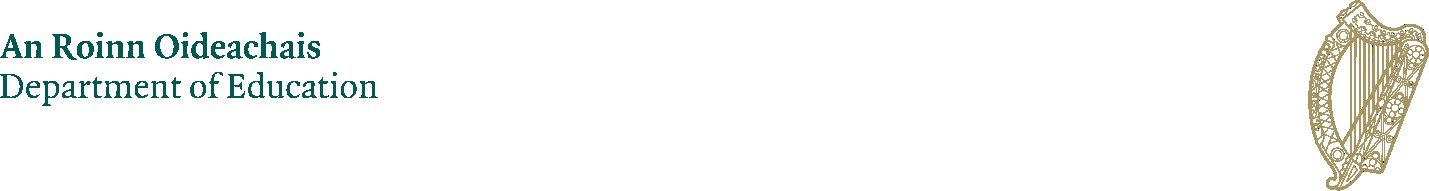 An Roinn Oideachais
Department of Education